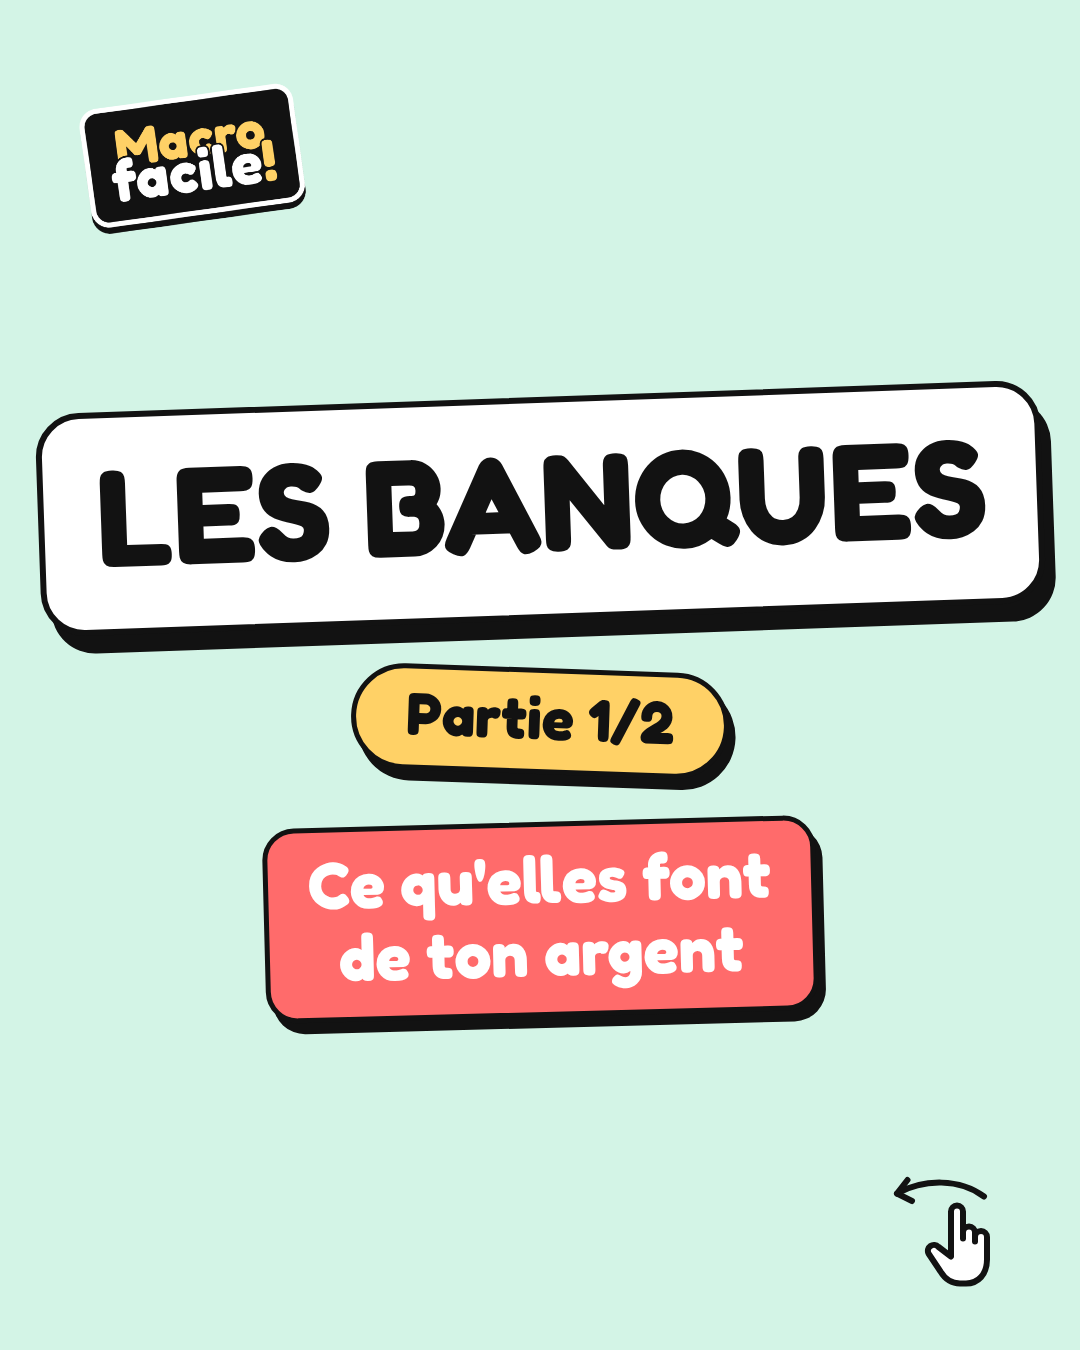 Macro
facile!
LES BANQUES
Partie 1/2
Ce qu'elles font
de ton argent